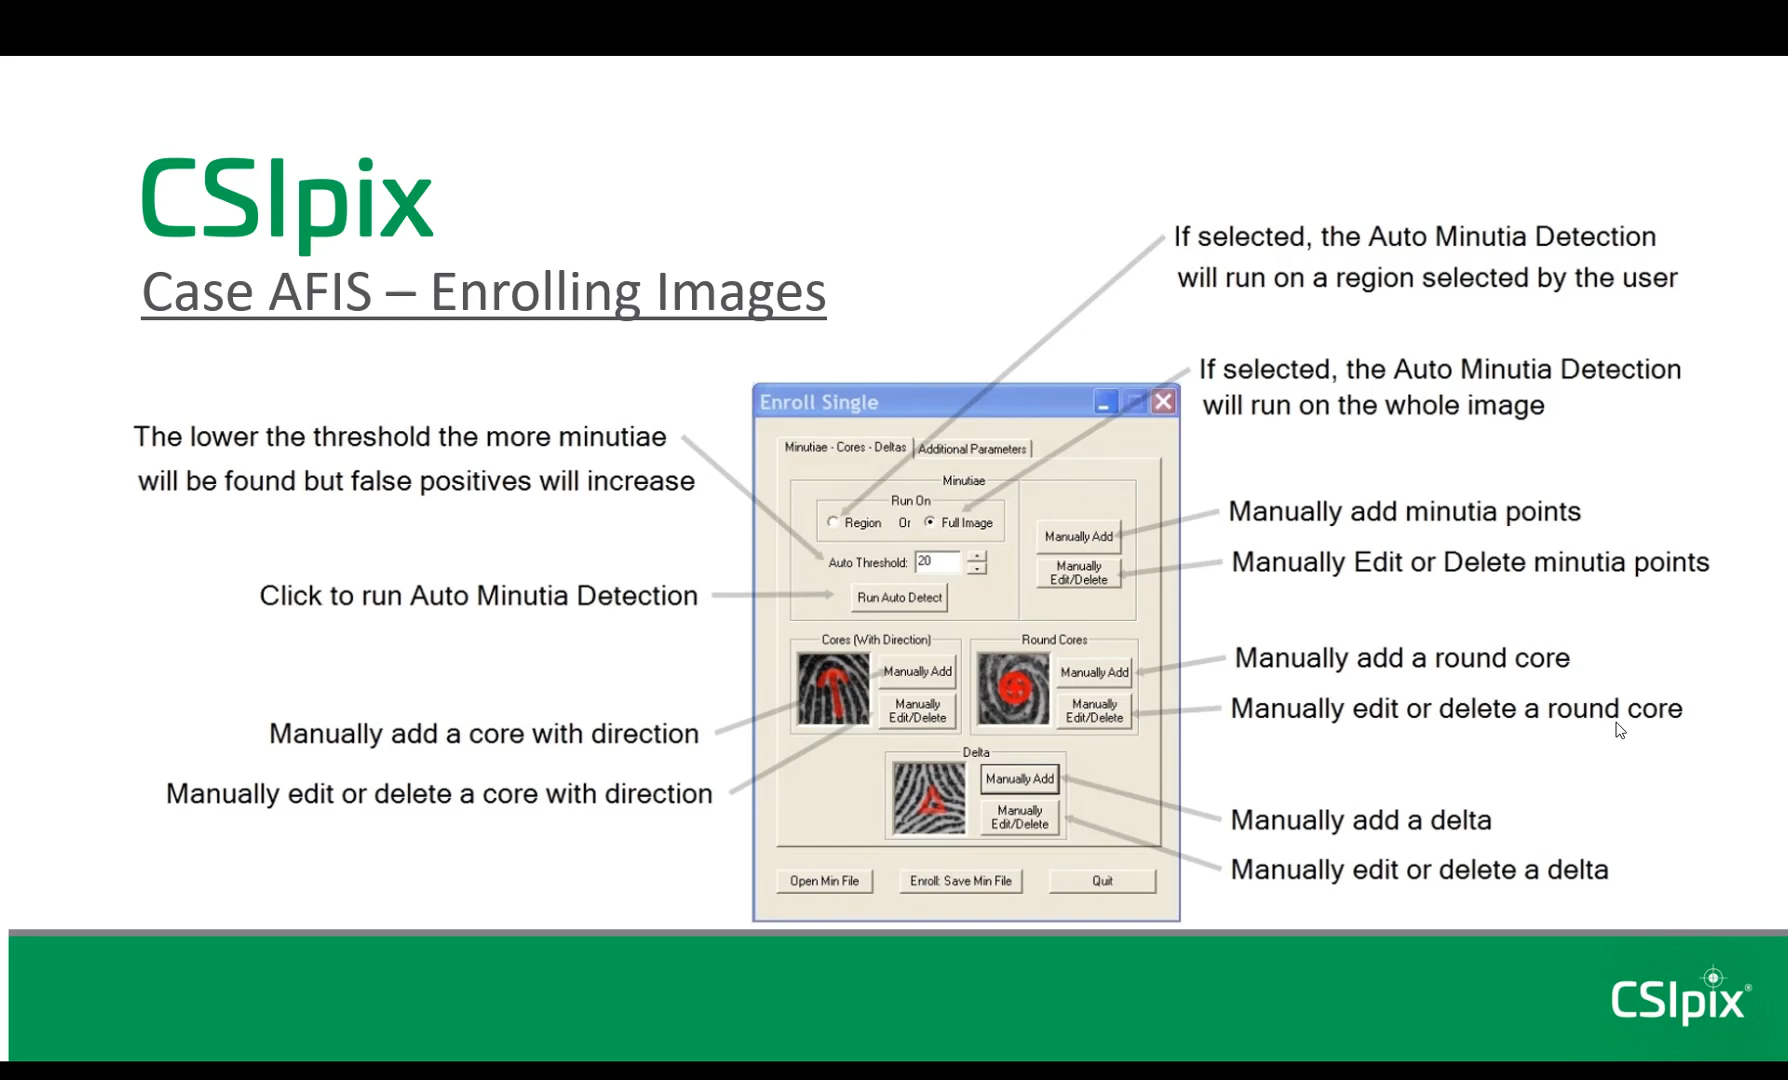 CSIpix
Case AFIS – Enrolling Images
If selected, the Auto Minutia Detection
will run on a region selected by the user
If selected, the Auto Minutia Detection
will run on the whole image
The lower the threshold the more minutiae
will be found but false positives will increase
Click to run Auto Minutia Detection
Manually add a core with direction
Manually edit or delete a core with direction
Enroll Single
Minutiae - Cores - Deltas
Additional Parameters
Minutiae
Run On
Region Or Full Image
Auto Threshold: 20
Run Auto Detect
Manually Add
Manually
Edit/Delete
Cores (With Direction)
Manually Add
Manually
Edit/Delete
Round Cores
Manually Add
Manually
Edit/Delete
Delta
Manually Add
Manually
Edit/Delete
Open Min File
Enroll: Save Min File
Quit
Manually add minutia points
Manually Edit or Delete minutia points
Manually add a round core
Manually edit or delete a round core
Manually add a delta
Manually edit or delete a delta
CSIpix®